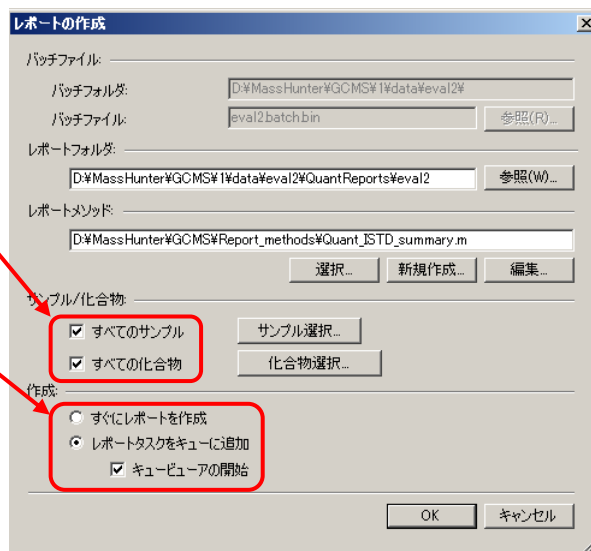 レポートの作成
バッチファイル:
バッチフォルダ: D:¥MassHunter¥GCMS¥1¥data¥eval2¥
バッチファイル: eval2.batch.bin 参照(R)...
レポートフォルダ:
D:¥MassHunter¥GCMS¥1¥data¥eval2¥QuantReports¥eval2 参照(W)...
レポートメソッド:
D:¥MassHunter¥GCMS¥Report_methods¥Quant_ISTD_summary.m
選択... 新規作成... 編集...
サンプル/化合物:
すべてのサンプル サンプル選択...
すべての化合物 化合物選択...
作成:
すぐにレポートを作成
レポートタスクをキューに追加
キュービューアの開始
OK キャンセル